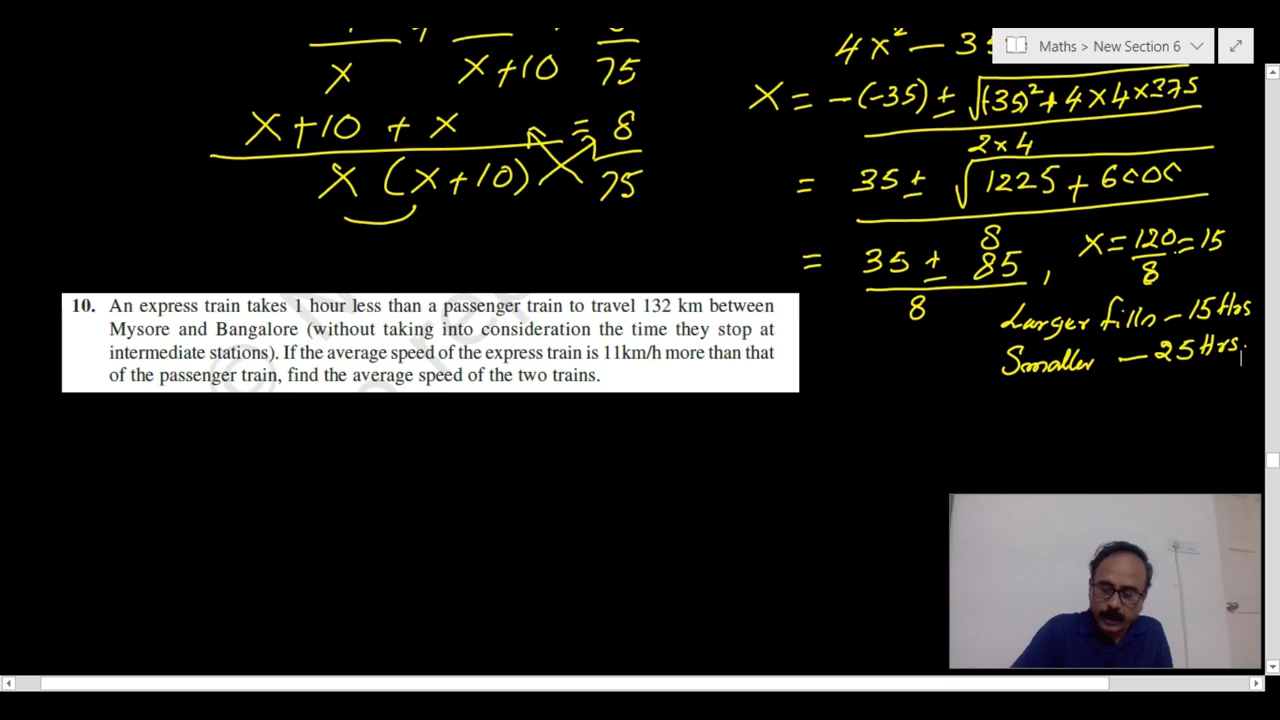 x x+10 75
x+10 + x = 8
x (x+10) 75
4x² - 35
Maths > New Section 6
x = -(-35) ± √(-35)²+4×4×375
2×4
= 35 ± √1225 + 6000
8
= 35 ± 85 , x = 120 = 15
8 8
Larger fills - 15 Hrs
Smaller - 25 Hrs.
10. An express train takes 1 hour less than a passenger train to travel 132 km between
Mysore and Bangalore (without taking into consideration the time they stop at
intermediate stations). If the average speed of the express train is 11km/h more than that
of the passenger train, find the average speed of the two trains.